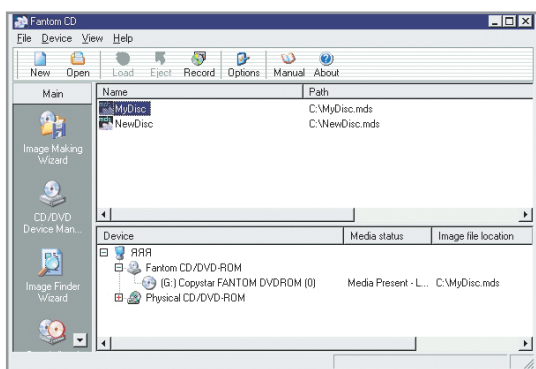 Fantom CD
File Device View Help
New Open Load Eject Record Options Manual About
Main
Image Making
Wizard
CD/DVD
Device Man...
Image Finder
Wizard
Name Path
MyDisc C:\MyDisc.mds
NewDisc C:\NewDisc.mds
Device Media status Image file location
ЯЯЯ
Fantom CD/DVD-ROM
(G:) Copystar FANTOM DVDROM (0) Media Present - L... C:\MyDisc.mds
Physical CD/DVD-ROM